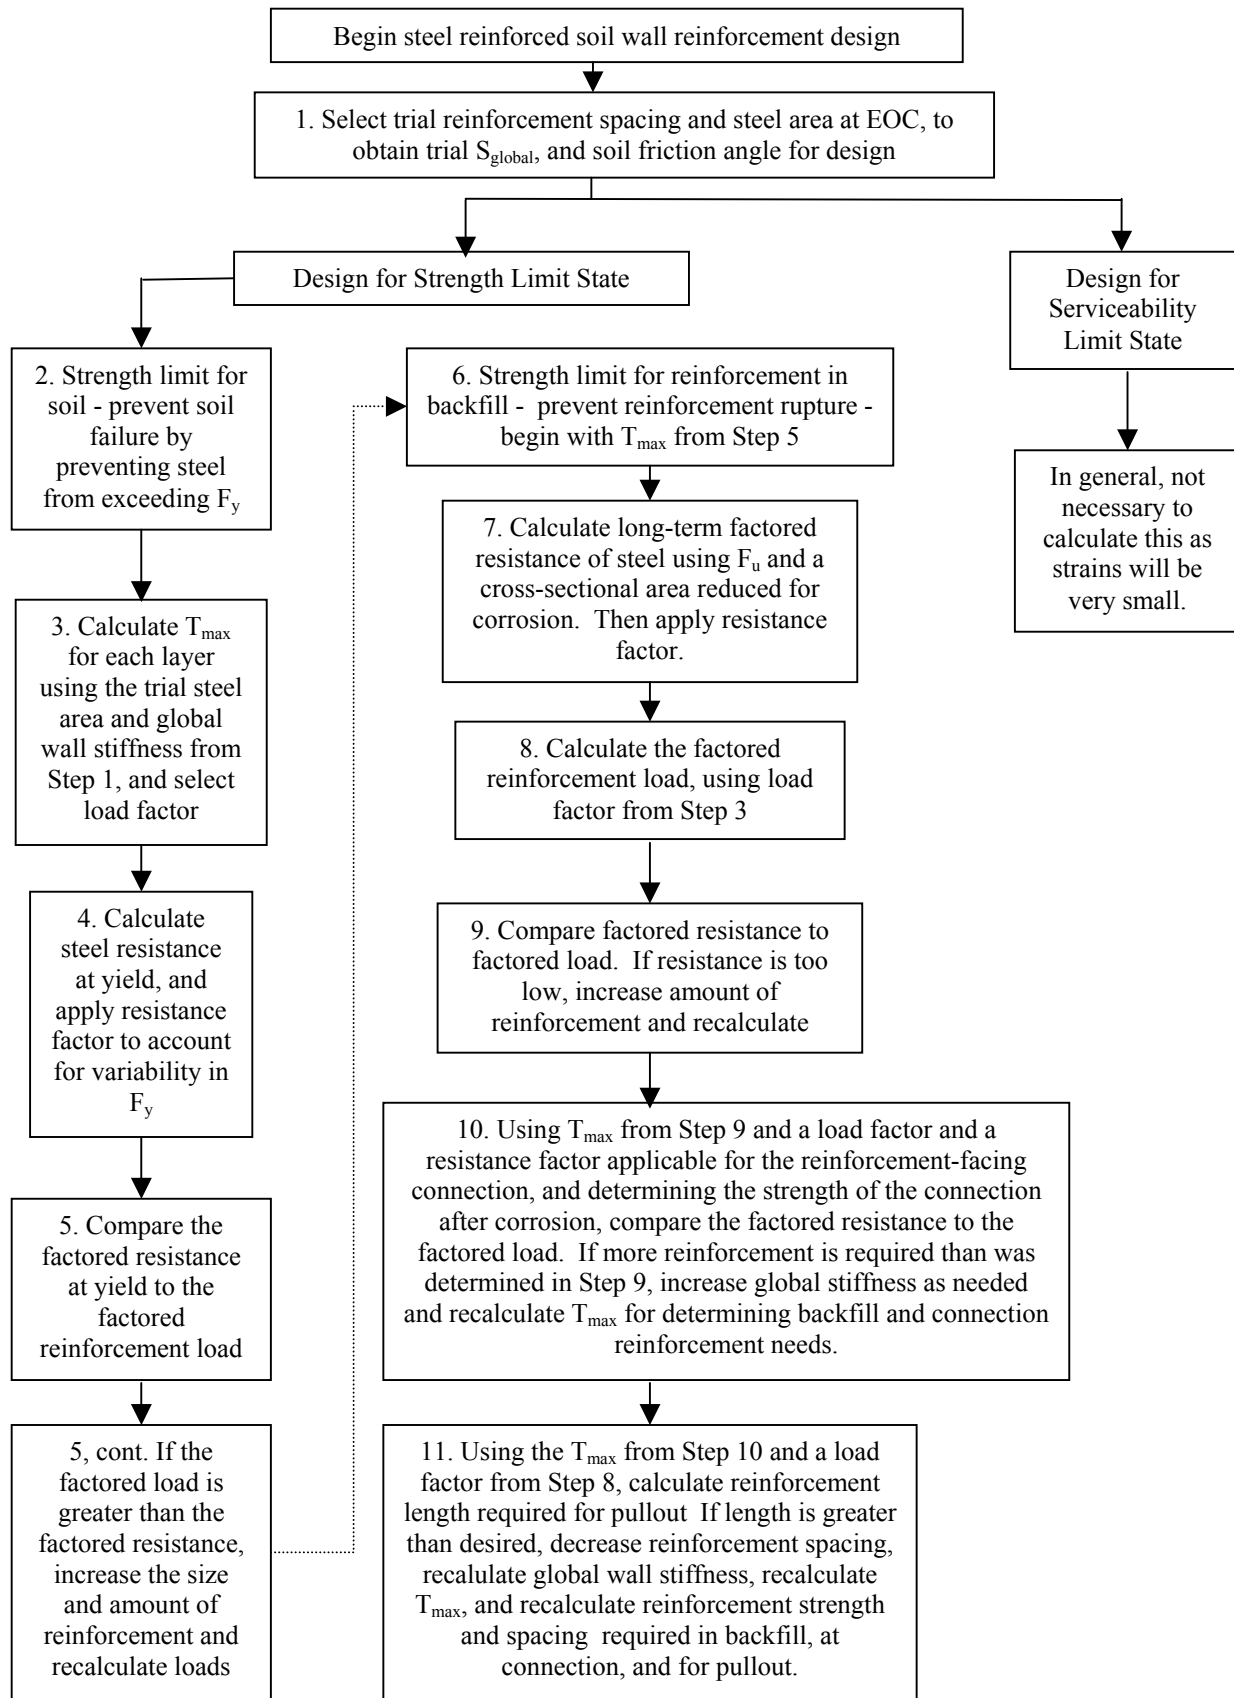 Begin steel reinforced soil wall reinforcement design
1. Select trial reinforcement spacing and steel area at EOC, to
obtain trial S_global, and soil friction angle for design
Design for Strength Limit State
Design for
Serviceability
Limit State
In general, not
necessary to
calculate this as
strains will be
very small.
2. Strength limit for
soil - prevent soil
failure by
preventing steel
from exceeding F_y
3. Calculate T_max
for each layer
using the trial steel
area and global
wall stiffness from
Step 1, and select
load factor
4. Calculate
steel resistance
at yield, and
apply resistance
factor to account
for variability in
F_y
5. Compare the
factored resistance
at yield to the
factored
reinforcement load
5, cont. If the
factored load is
greater than the
factored resistance,
increase the size
and amount of
reinforcement and
recalculate loads
6. Strength limit for reinforcement in
backfill - prevent reinforcement rupture -
begin with T_max from Step 5
7. Calculate long-term factored
resistance of steel using F_u and a
cross-sectional area reduced for
corrosion. Then apply resistance
factor.
8. Calculate the factored
reinforcement load, using load
factor from Step 3
9. Compare factored resistance to
factored load. If resistance is too
low, increase amount of
reinforcement and recalculate
10. Using T_max from Step 9 and a load factor and a
resistance factor applicable for the reinforcement-facing
connection, and determining the strength of the connection
after corrosion, compare the factored resistance to the
factored load. If more reinforcement is required than was
determined in Step 9, increase global stiffness as needed
and recalculate T_max for determining backfill and connection
reinforcement needs.
11. Using the T_max from Step 10 and a load
factor from Step 8, calculate reinforcement
length required for pullout If length is greater
than desired, decrease reinforcement spacing,
recalulate global wall stiffness, recalculate
T_max, and recalculate reinforcement strength
and spacing required in backfill, at
connection, and for pullout.